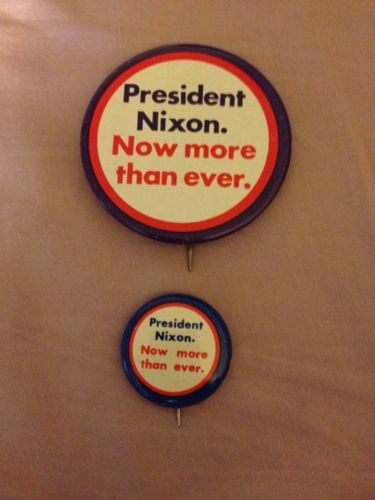 President
Nixon.
Now more
than ever.
President
Nixon.
Now more
than ever.